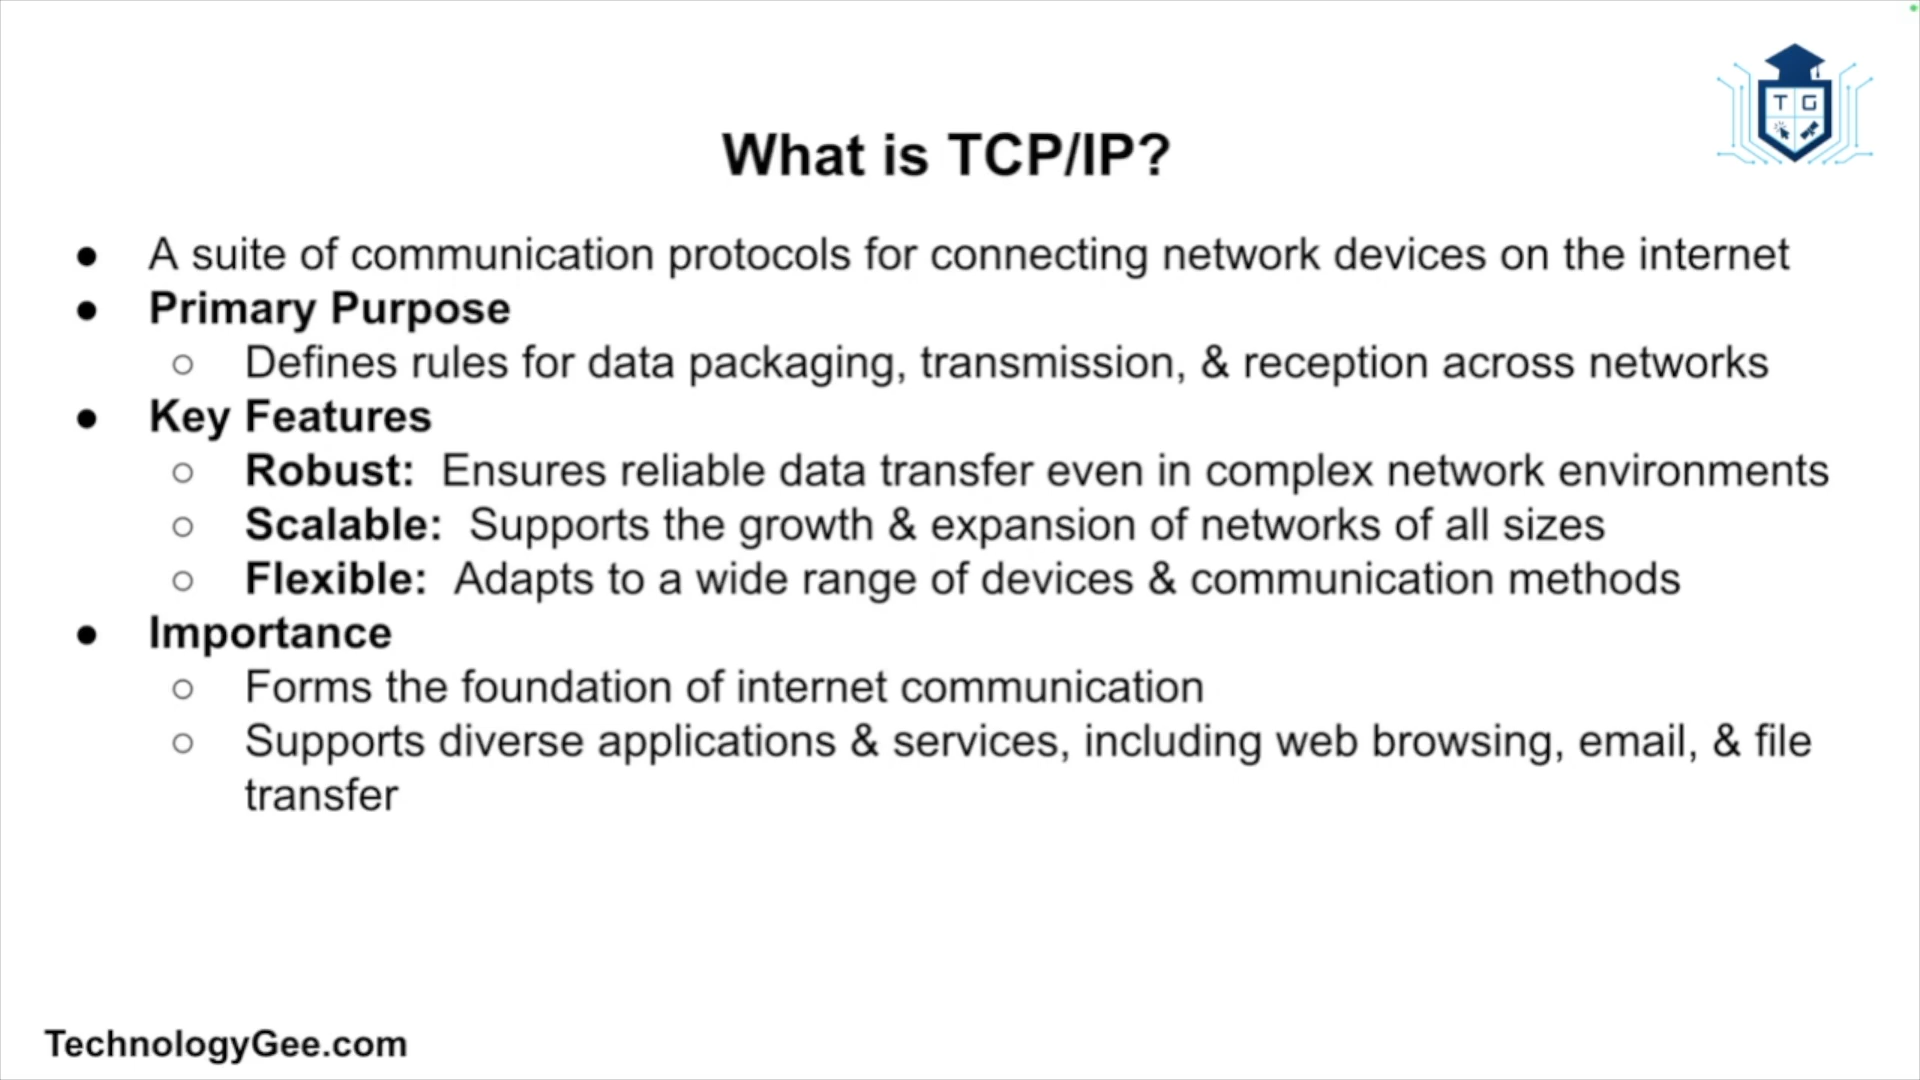 What is TCP/IP?
● A suite of communication protocols for connecting network devices on the internet
● Primary Purpose
○ Defines rules for data packaging, transmission, & reception across networks
● Key Features
○ Robust: Ensures reliable data transfer even in complex network environments
○ Scalable: Supports the growth & expansion of networks of all sizes
○ Flexible: Adapts to a wide range of devices & communication methods
● Importance
○ Forms the foundation of internet communication
○ Supports diverse applications & services, including web browsing, email, & file
transfer
T G
TechnologyGee.com